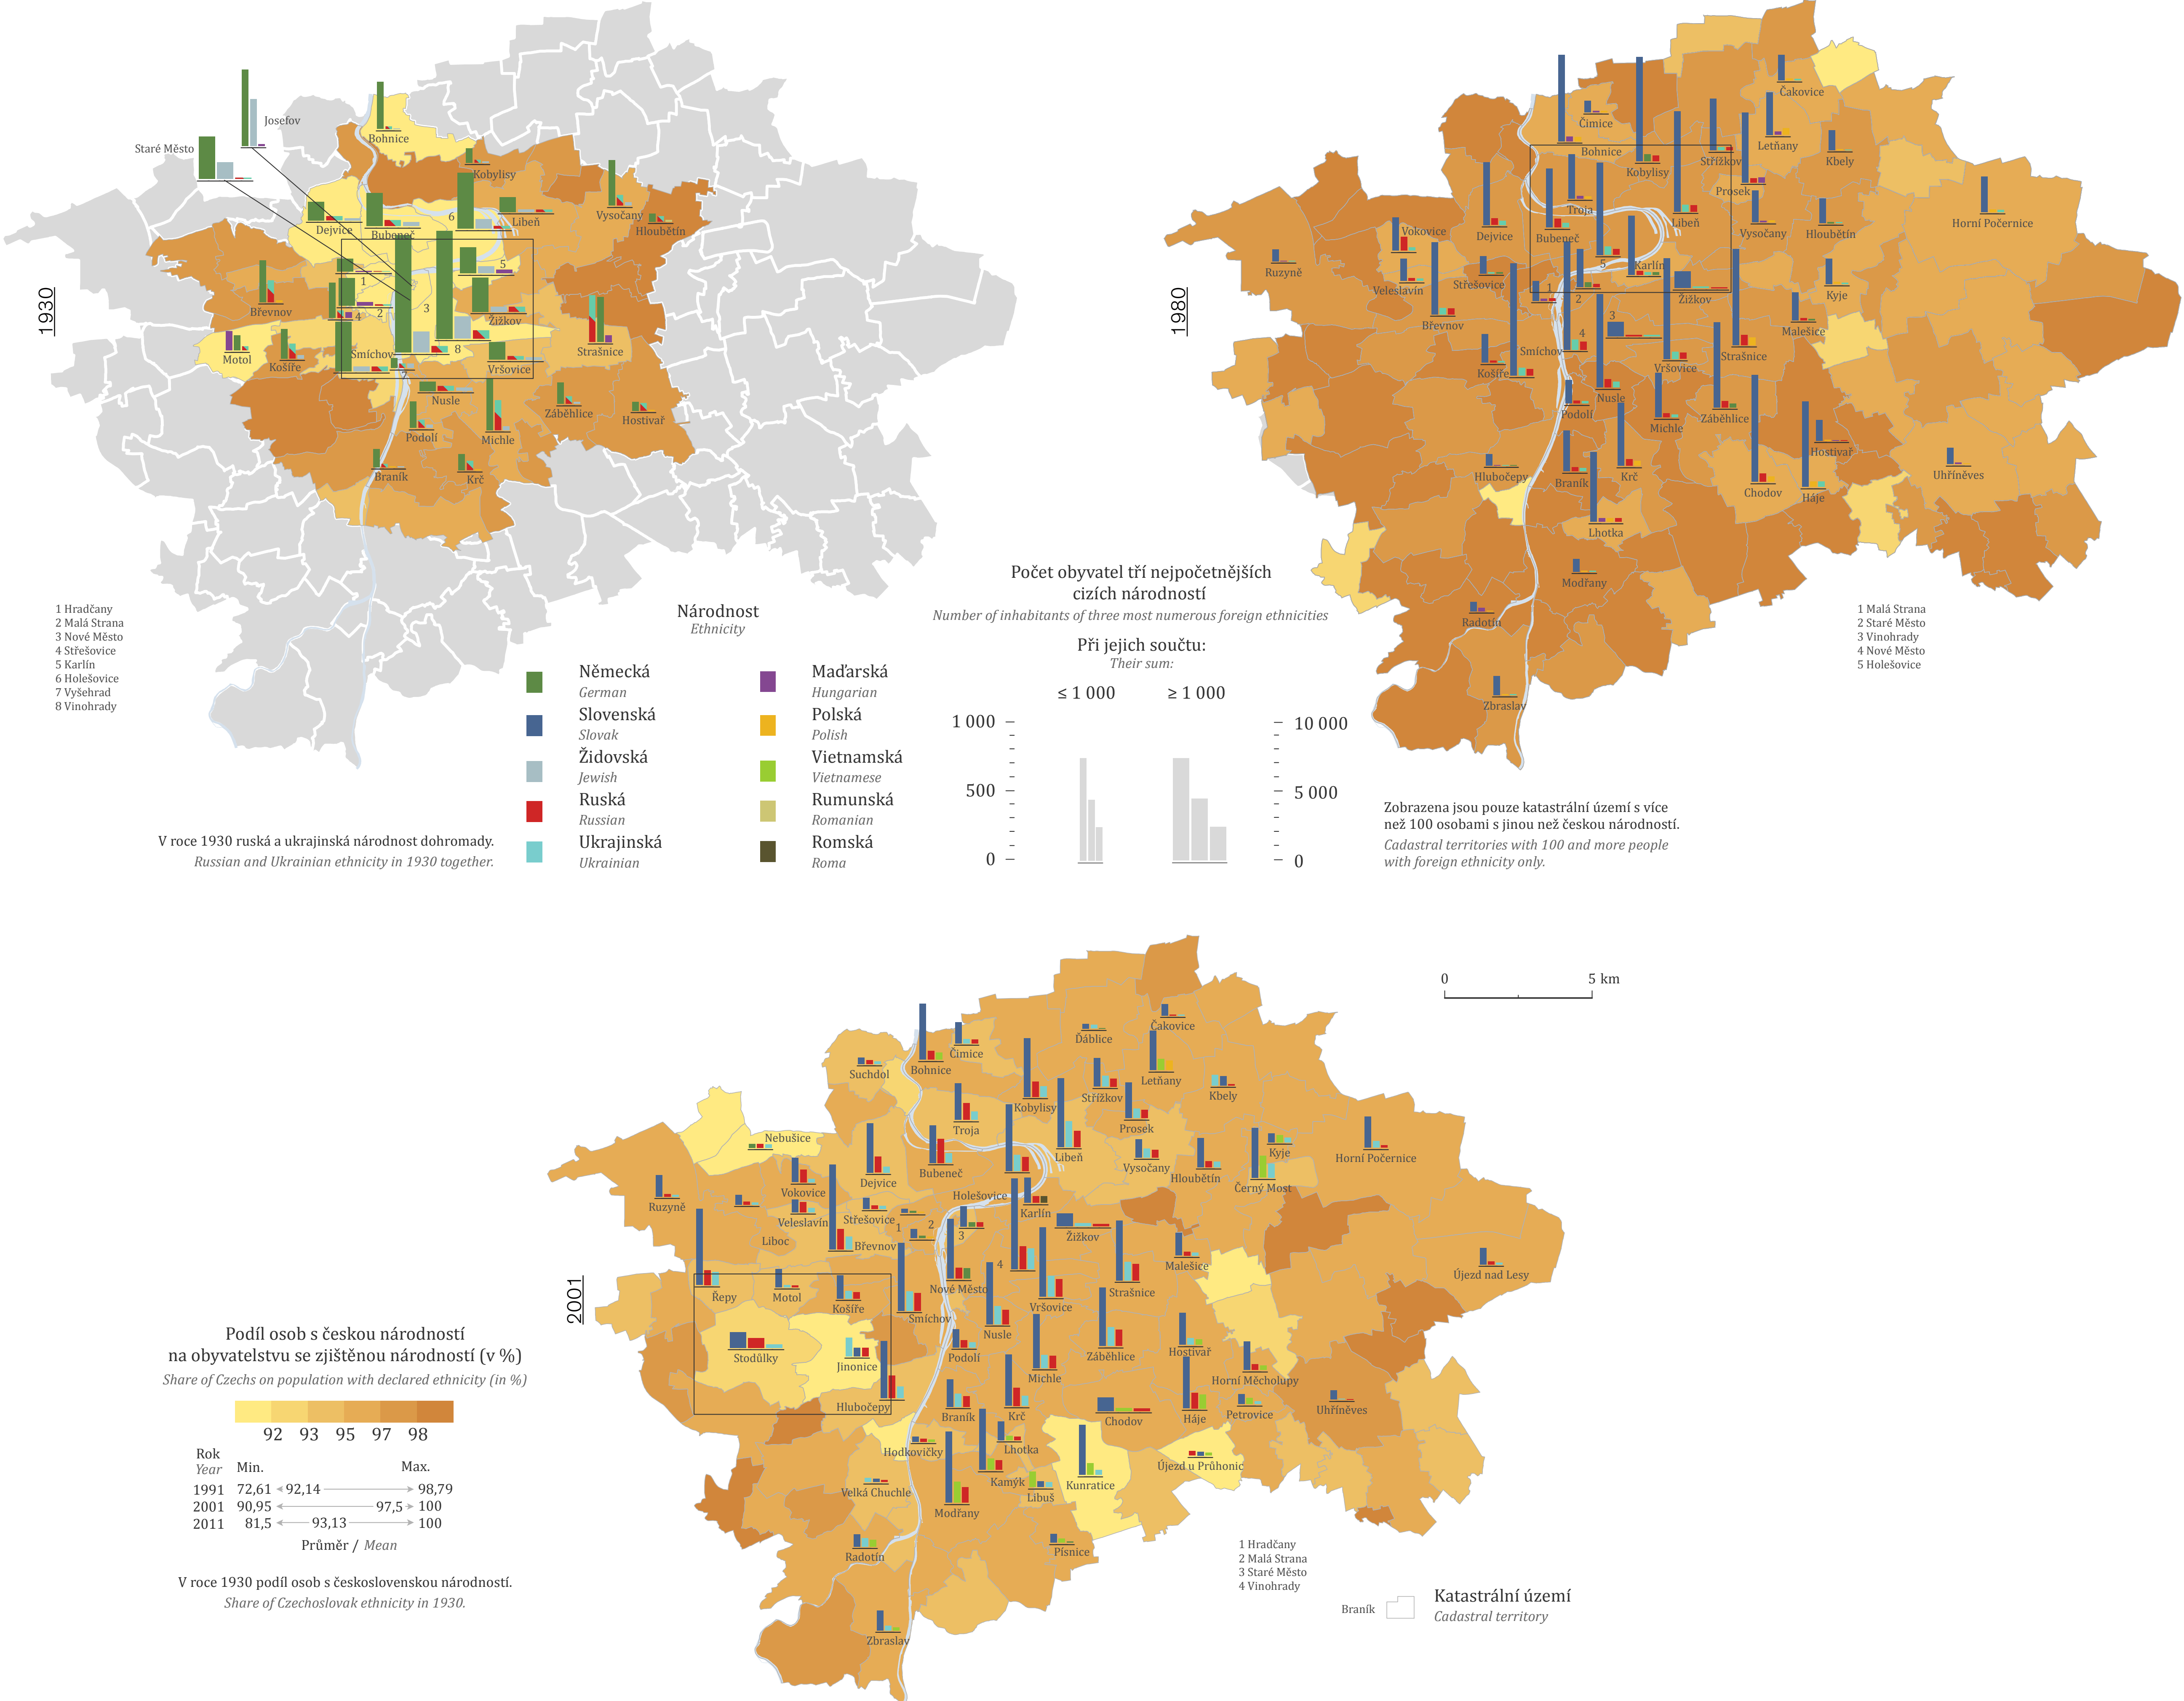 1930
Josefov
Staré Město
Bohnice
Kobylisy
Vysočany
Hloubětín
Libeň
6
Dejvice
Bubeneč
5
1
3
Břevnov
4
2
Žižkov
Motol
Košíře
Smíchov
8
Strašnice
Vršovice
7
Nusle
Záběhlice
Hostivař
Podolí
Michle
Braník
Krč
1 Hradčany
2 Malá Strana
3 Nové Město
4 Střešovice
5 Karlín
6 Holešovice
7 Vyšehrad
8 Vinohrady
1980
Čakovice
Čimice
Bohnice
Letňany
Kbely
Střížkov
Kobylisy
Prosek
Horní Počernice
Troja
Libeň
Vysočany
Hloubětín
Vokovice
Dejvice
Bubeneč
Ruzyně
Veleslavín
Střešovice
5
Karlín
1
2
Žižkov
Kyje
Břevnov
3
Malešice
4
Smíchov
Košíře
Vršovice
Strašnice
Podolí
Nusle
Michle
Záběhlice
Hostivař
Hlubočepy
Braník
Krč
Chodov
Háje
Uhříněves
Lhotka
Modřany
Radotín
Zbraslav
1 Malá Strana
2 Staré Město
3 Vinohrady
4 Nové Město
5 Holešovice
Národnost
Ethnicity
Německá
German
Slovenská
Slovak
Židovská
Jewish
Ruská
Russian
Ukrajinská
Ukrainian
Maďarská
Hungarian
Polská
Polish
Vietnamská
Vietnamese
Rumunská
Romanian
Romská
Roma
V roce 1930 ruská a ukrajinská národnost dohromady.
Russian and Ukrainian ethnicity in 1930 together.
Počet obyvatel tří nejpočetnějších
cizích národností
Number of inhabitants of three most numerous foreign ethnicities
Při jejich součtu:
Their sum:
≤ 1 000
≥ 1 000
1 000
500
0
10 000
5 000
0
Zobrazena jsou pouze katastrální území s více
než 100 osobami s jinou než českou národností.
Cadastral territories with 100 and more people
with foreign ethnicity only.
0
5 km
2001
Čakovice
Ďáblice
Čimice
Bohnice
Suchdol
Letňany
Kbely
Střížkov
Kobylisy
Prosek
Troja
Nebušice
Libeň
Vysočany
Kyje
Horní Počernice
Bubeneč
Dejvice
Hloubětín
Černý Most
Vokovice
Ruzyně
Holešovice
Karlín
Veleslavín
Střešovice
1
2
3
Žižkov
Liboc
Břevnov
4
Malešice
Újezd nad Lesy
Řepy
Motol
Košíře
Nové Město
Strašnice
Vršovice
Smíchov
Nusle
Stodůlky
Jinonice
Podolí
Záběhlice
Hostivař
Michle
Horní Měcholupy
Hlubočepy
Braník
Krč
Chodov
Háje
Petrovice
Uhříněves
Hodkovičky
Lhotka
Újezd u Průhonic
Velká Chuchle
Kamýk
Libuš
Kunratice
Modřany
Radotín
Písnice
Zbraslav
Podíl osob s českou národností
na obyvatelstvu se zjištěnou národností (v %)
Share of Czechs on population with declared ethnicity (in %)
92 93 95 97 98
Rok
Year
Min.
Max.
1991 72,61 92,14 98,79
2001 90,95 97,5 100
2011 81,5 93,13 100
Průměr / Mean
V roce 1930 podíl osob s československou národností.
Share of Czechoslovak ethnicity in 1930.
1 Hradčany
2 Malá Strana
3 Staré Město
4 Vinohrady
Braník
Katastrální území
Cadastral territory